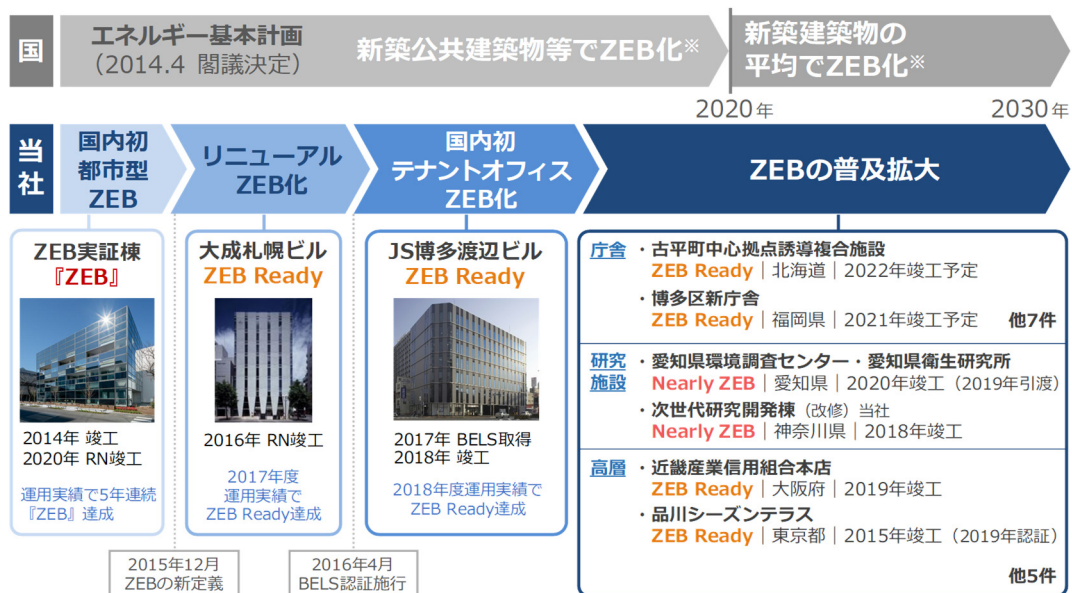 国
エネルギー基本計画
（2014.4 閣議決定）
新築公共建築物等でZEB化※
新築建築物の
平均でZEB化※
2020年
2030年
当社
国内初
都市型
ZEB
リニューアル
ZEB化
国内初
テナントオフィス
ZEB化
ZEBの普及拡大
ZEB実証棟
『ZEB』
2014年 竣工
2020年 RN竣工
運用実績で5年連続
『ZEB』達成
大成札幌ビル
ZEB Ready
2016年 RN竣工
2017年度
運用実績で
ZEB Ready達成
JS博多渡辺ビル
ZEB Ready
2017年 BELS取得
2018年 竣工
2018年度運用実績で
ZEB Ready達成
2015年12月
ZEBの新定義
2016年4月
BELS認証施行
庁舎 ・古平町中心拠点誘導複合施設
ZEB Ready｜北海道｜2022年竣工予定
・博多区新庁舎
ZEB Ready｜福岡県｜2021年竣工予定 他7件
研究
施設
・愛知県環境調査センター・愛知県衛生研究所
Nearly ZEB｜愛知県｜2020年竣工（2019年引渡）
・次世代研究開発棟（改修）当社
Nearly ZEB｜神奈川県｜2018年竣工
高層 ・近畿産業信用組合本店
ZEB Ready｜大阪府｜2019年竣工
・品川シーズンテラス
ZEB Ready｜東京都｜2015年竣工（2019年認証）
他5件